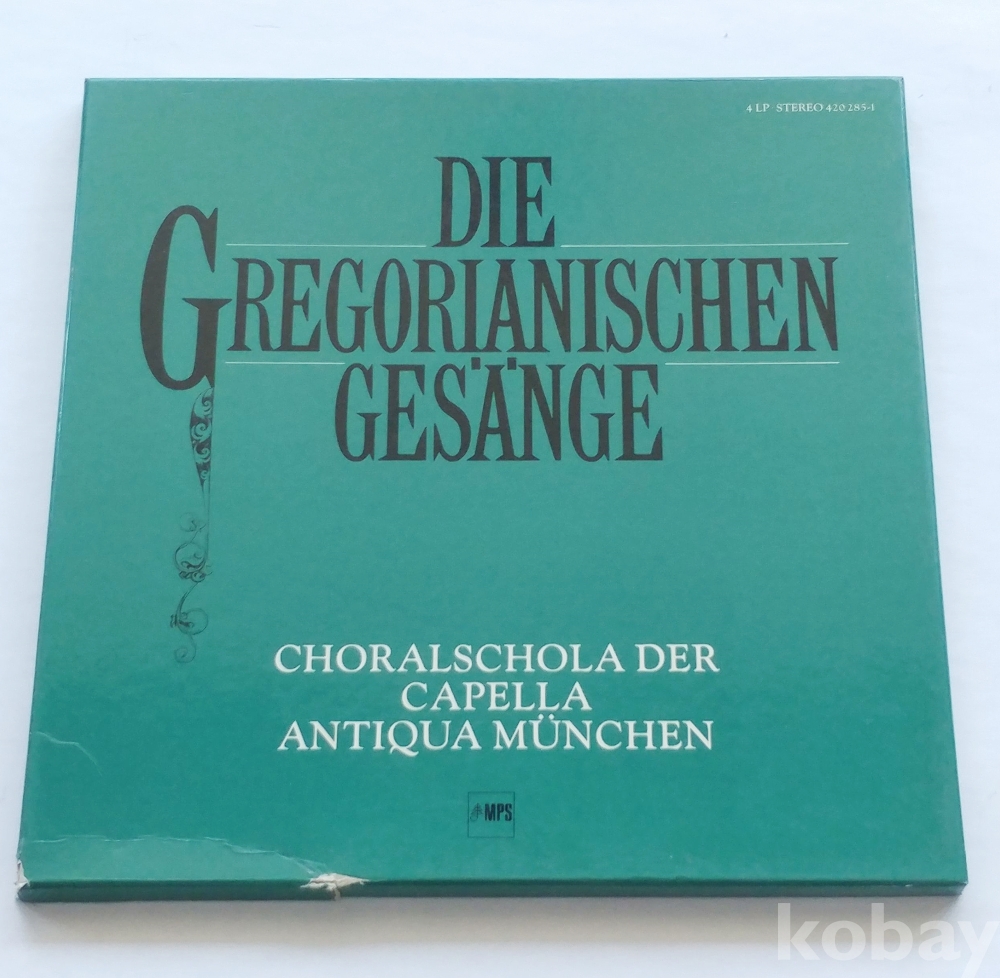 4 LP · STEREO 420 285-1
DIE
GREGORIANISCHEN
GESÄNGE
CHORALSCHOLA DER
CAPELLA
ANTIQUA MÜNCHEN
MPS
kobay